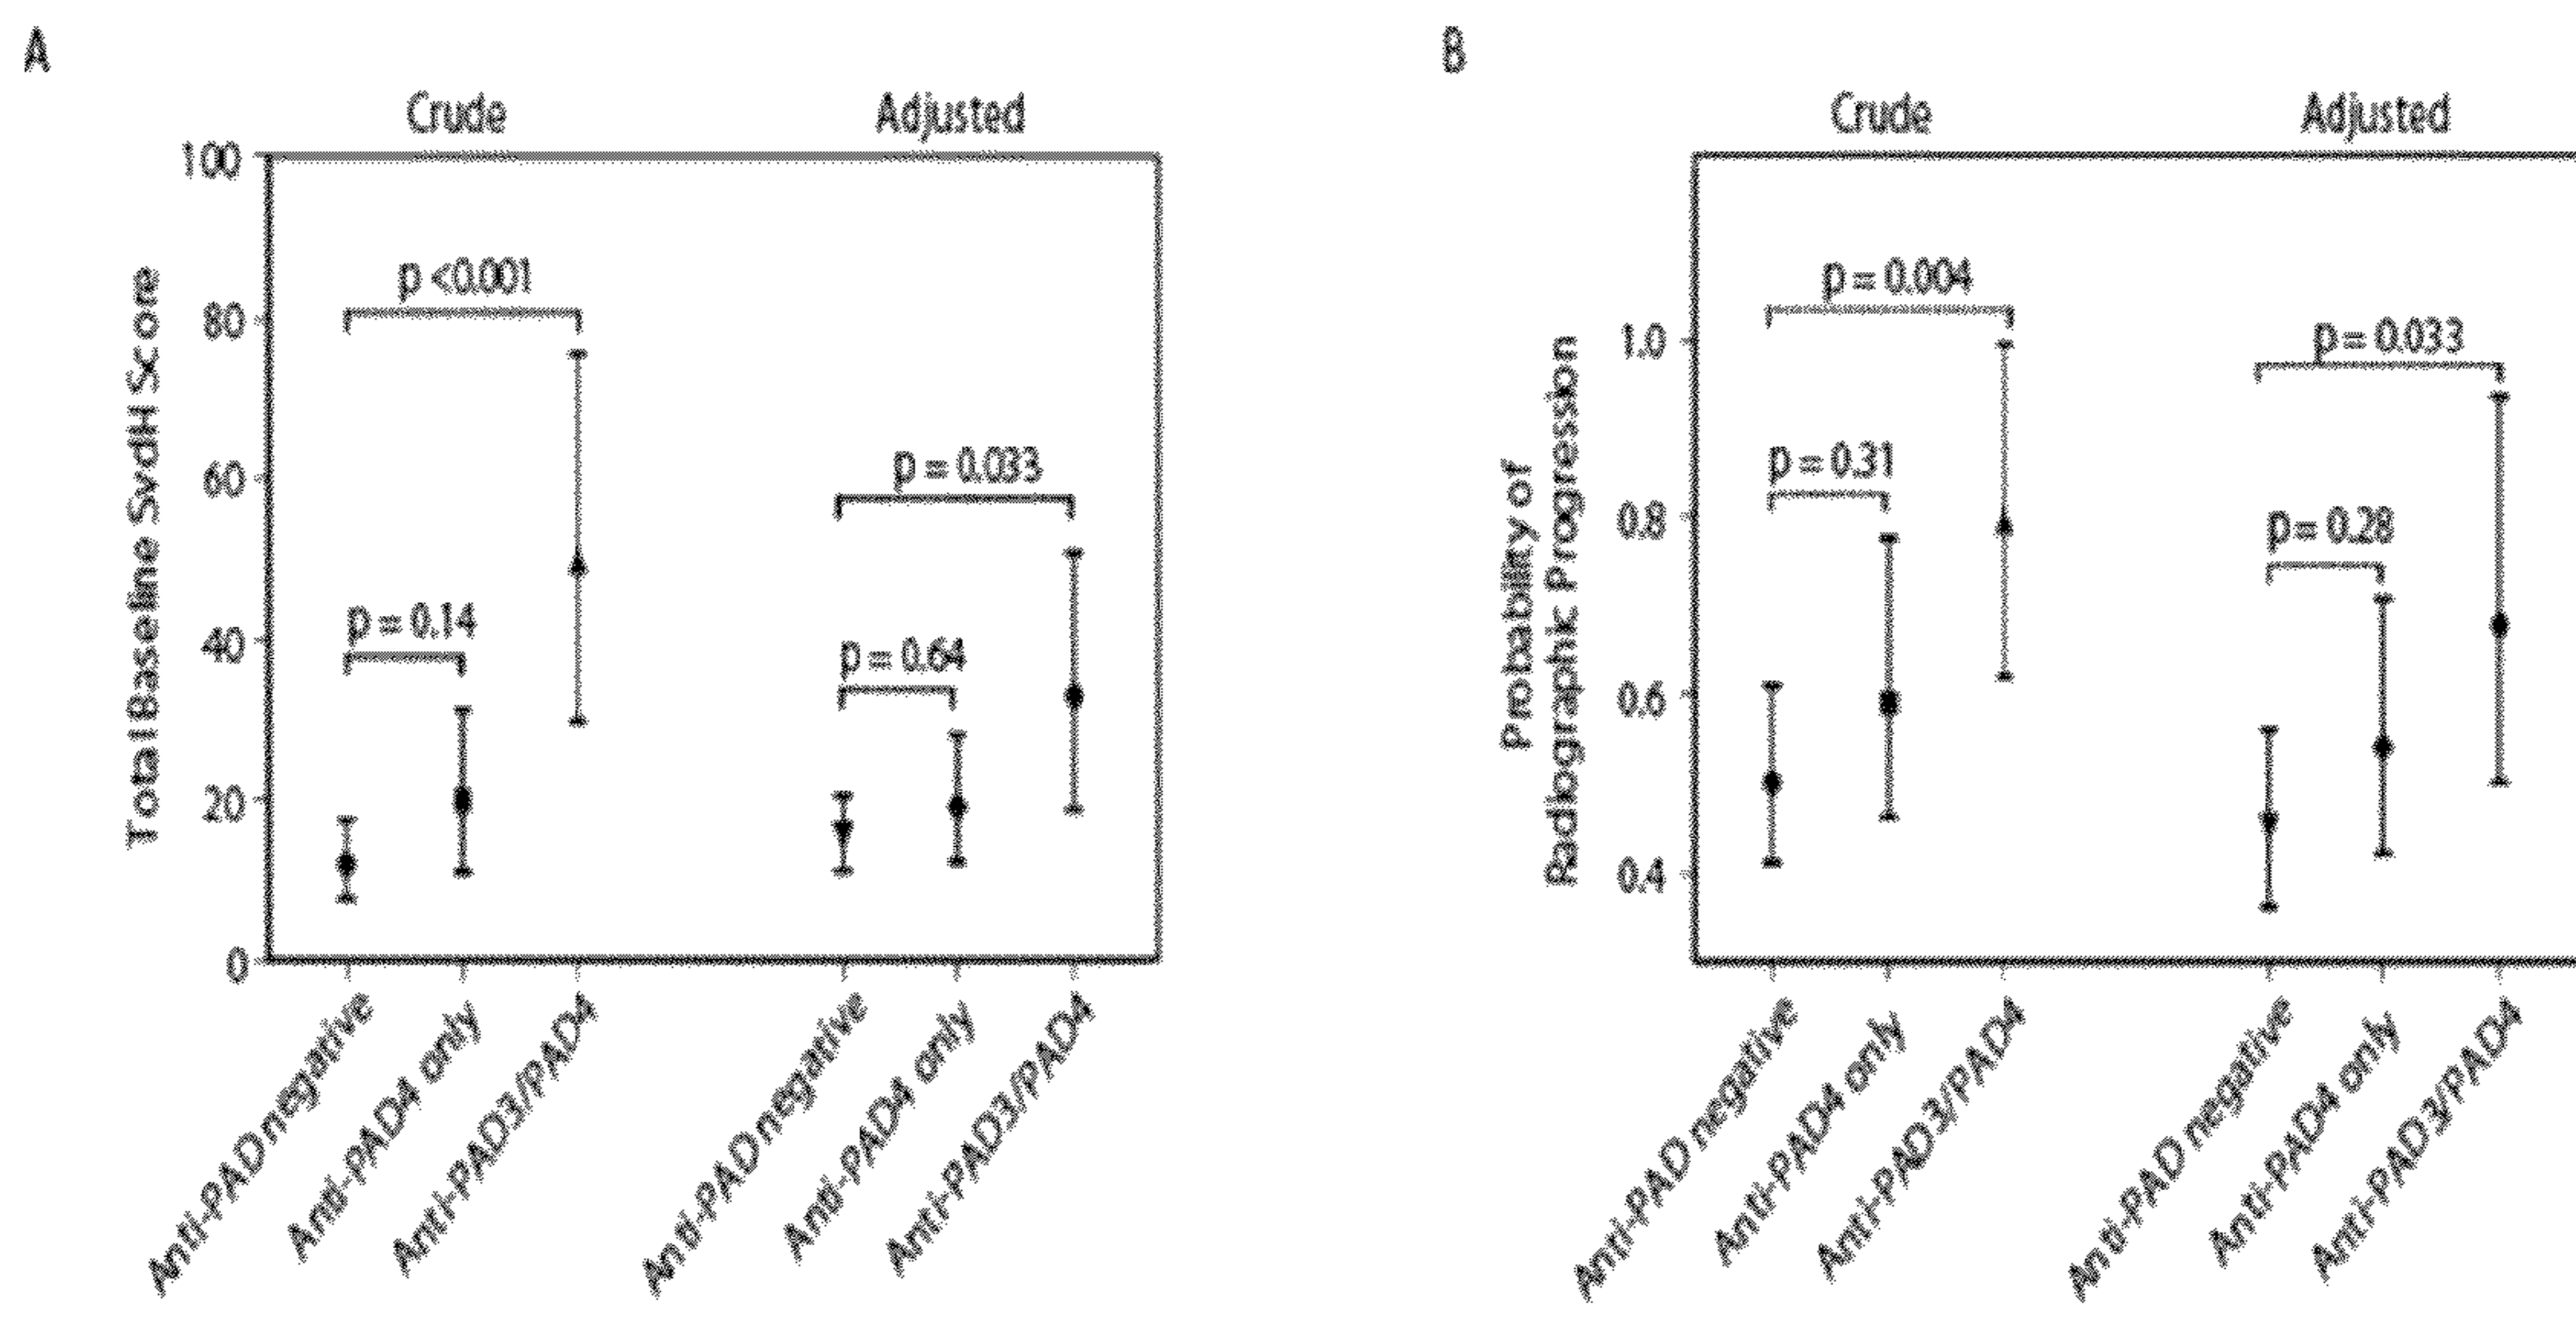 A
Crude
Adjusted
100
80
60
40
20
0
Total Baseline SvdH Score
p <0.001
p = 0.14
p = 0.033
p = 0.64
Anti-PAD negative
Anti-PAD4 only
Anti-PAD3/PAD4
Anti-PAD negative
Anti-PAD4 only
Anti-PAD3/PAD4
B
Crude
Adjusted
1.0
0.8
0.6
0.4
Probability of
Radiographic Progression
p = 0.004
p = 0.31
p = 0.033
p = 0.28
Anti-PAD negative
Anti-PAD4 only
Anti-PAD3/PAD4
Anti-PAD negative
Anti-PAD4 only
Anti-PAD3/PAD4